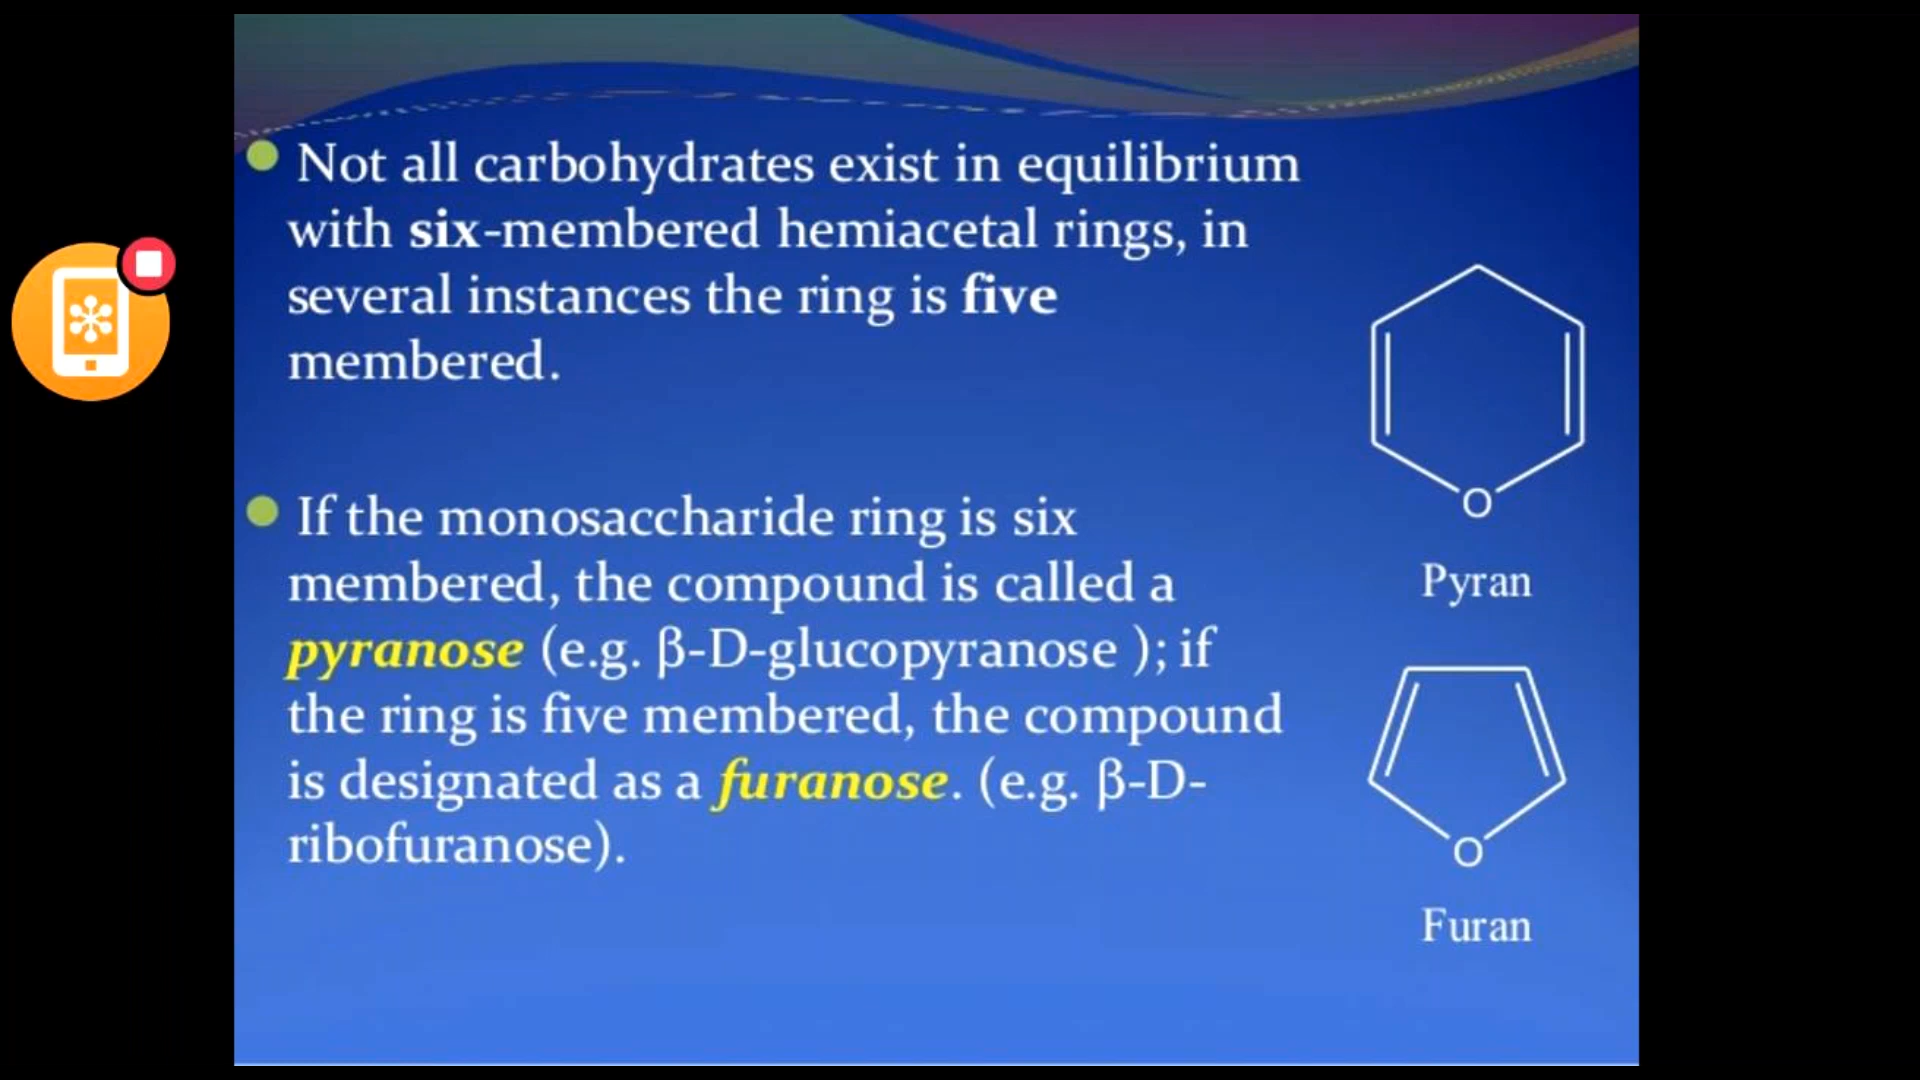 Not all carbohydrates exist in equilibrium
with six-membered hemiacetal rings, in
several instances the ring is five
membered.
If the monosaccharide ring is six
membered, the compound is called a
pyranose (e.g. β-D-glucopyranose ); if
the ring is five membered, the compound
is designated as a furanose. (e.g. β-D-
ribofuranose).
O
Pyran
O
Furan